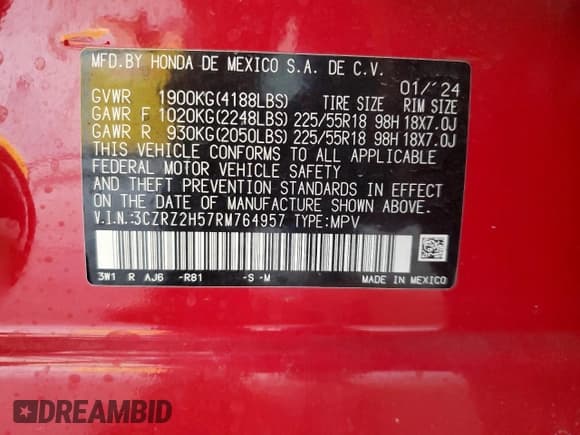 MFD.BY HONDA DE MEXICO S.A. DE C.V.
01/'24
GVWR 1900KG(4188LBS) TIRE SIZE RIM SIZE
GAWR F 1020KG(2248LBS) 225/55R18 98H 18X7.0J
GAWR R 930KG(2050LBS) 225/55R18 98H 18X7.0J
THIS VEHICLE CONFORMS TO ALL APPLICABLE
FEDERAL MOTOR VEHICLE SAFETY
AND THEFT PREVENTION STANDARDS IN EFFECT
ON THE DATE OF MANUFACTURE SHOWN ABOVE.
V.I.N.:3CZRZ2H57RM764957 TYPE:MPV
3W1 R AJ6 -R81 -S -M MADE IN MEXICO
DREAMBID